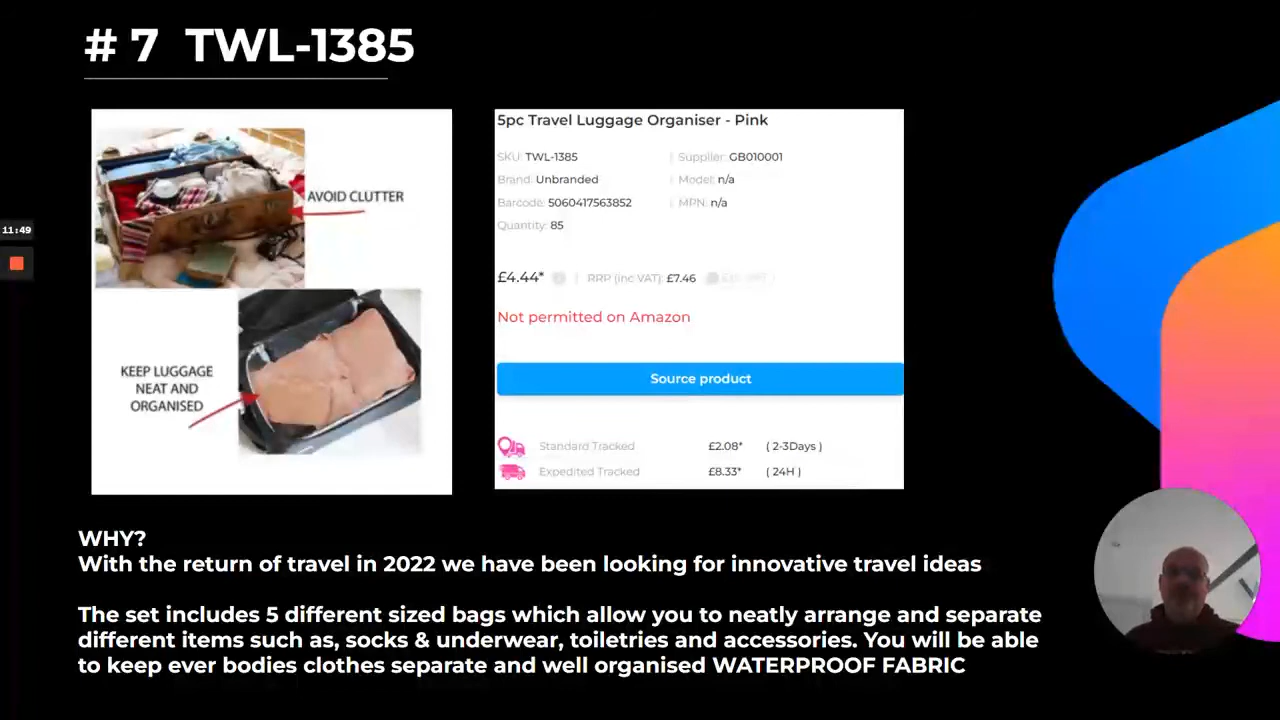 # 7 TWL-1385
AVOID CLUTTER
KEEP LUGGAGE
NEAT AND
ORGANISED
5pc Travel Luggage Organiser - Pink
SKU: TWL-1385 | Supplier: GB010001
Brand: Unbranded | Model: n/a
Barcode: 5060417563852 | MPN: n/a
Quantity: 85
£4.44* | RRP (inc VAT): £7.46
Not permitted on Amazon
Source product
Standard Tracked £2.08* ( 2-3Days )
Expedited Tracked £8.33* ( 24H )
11:49
WHY?
With the return of travel in 2022 we have been looking for innovative travel ideas
The set includes 5 different sized bags which allow you to neatly arrange and separate
different items such as, socks & underwear, toiletries and accessories. You will be able
to keep ever bodies clothes separate and well organised WATERPROOF FABRIC